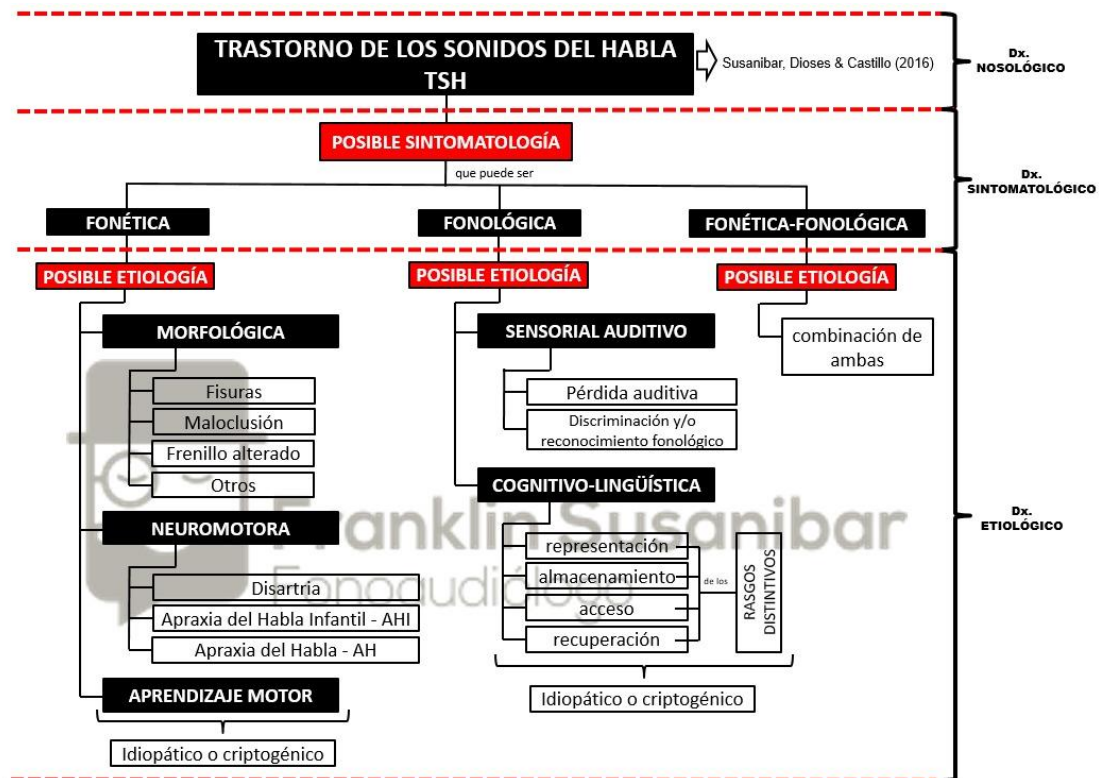 TRASTORNO DE LOS SONIDOS DEL HABLA
TSH
Susanibar, Dioses & Castillo (2016)
Dx.
NOSOLÓGICO
POSIBLE SINTOMATOLOGÍA
que puede ser
Dx.
SINTOMATOLÓGICO
FONÉTICA
FONOLÓGICA
FONÉTICA-FONOLÓGICA
POSIBLE ETIOLOGÍA
POSIBLE ETIOLOGÍA
POSIBLE ETIOLOGÍA
MORFOLÓGICA
Fisuras
Maloclusión
Frenillo alterado
Otros
NEUROMOTORA
Disartria
Apraxia del Habla Infantil - AHI
Apraxia del Habla - AH
APRENDIZAJE MOTOR
Idiopático o criptogénico
SENSORIAL AUDITIVO
Pérdida auditiva
Discriminación y/o
reconocimiento fonológico
COGNITIVO-LINGÜÍSTICA
representación
almacenamiento
acceso
recuperación
de los
RASGOS
DISTINTIVOS
Idiopático o criptogénico
combinación de
ambas
Dx.
ETIOLÓGICO
Franklin Susanibar
Fonoaudiólogo